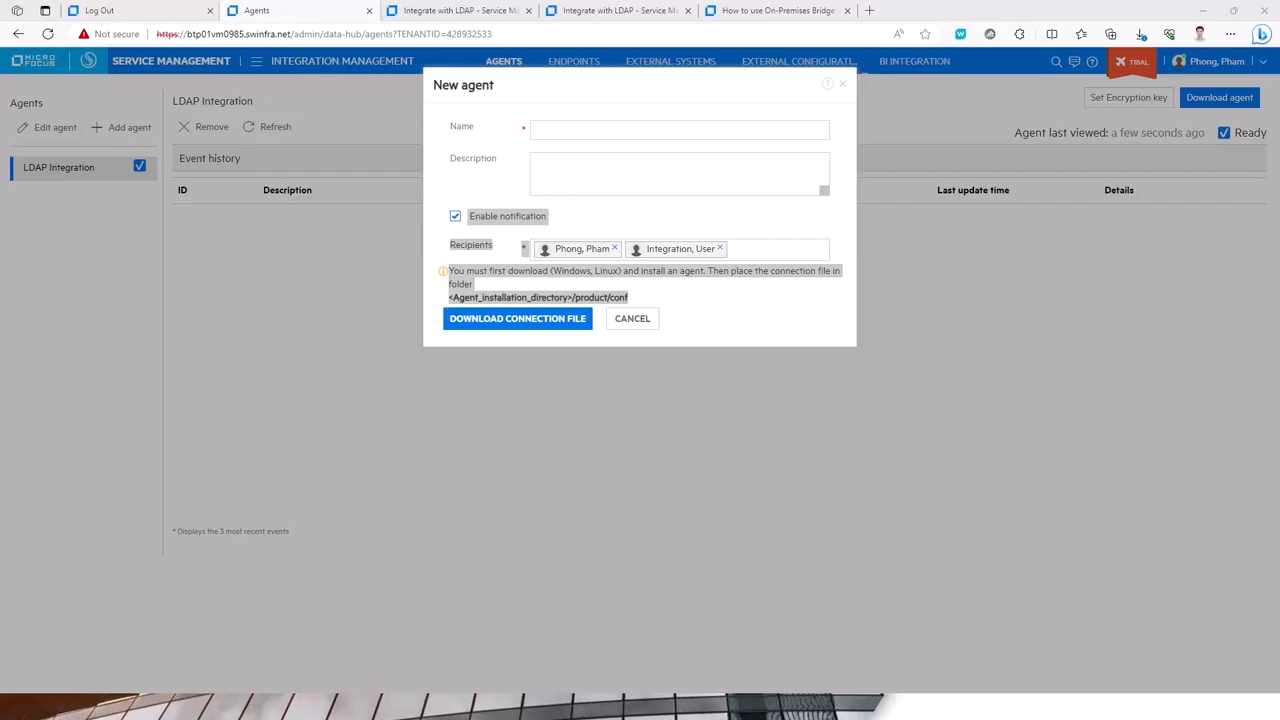 Log Out
Agents
Integrate with LDAP - Service Ma
Integrate with LDAP - Service Ma
How to use On-Premises Bridge
Not secure
https://btp01vm0985.swinfra.net/admin/data-hub/agents?TENANTID=428932533
MICRO FOCUS
SERVICE MANAGEMENT
INTEGRATION MANAGEMENT
AGENTS
ENDPOINTS
EXTERNAL SYSTEMS
EXTERNAL CONFIGURATI...
BI INTEGRATION
TRIAL
Phong, Pham
New agent
Agents
LDAP Integration
Set Encryption key
Download agent
Edit agent
Add agent
Remove
Refresh
Agent last viewed: a few seconds ago
Ready
Name *
Description
LDAP Integration
Event history
ID
Description
Last update time
Details
Enable notification
Recipients * Phong, Pham Integration, User
You must first download (Windows, Linux) and install an agent. Then place the connection file in
folder
<Agent_installation_directory>/product/conf
DOWNLOAD CONNECTION FILE
CANCEL
* Displays the 3 most recent events